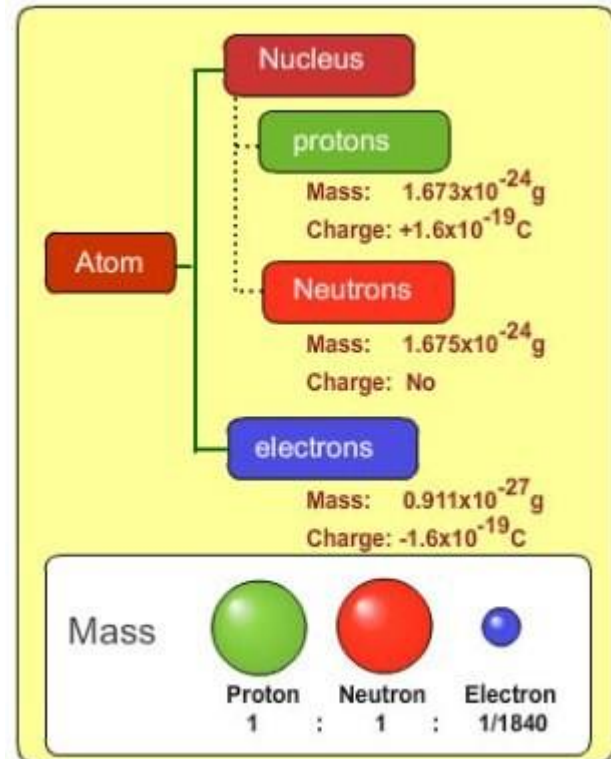 Nucleus
protons
Mass: 1.673x10⁻²⁴g
Charge: +1.6x10⁻¹⁹C
Atom
Neutrons
Mass: 1.675x10⁻²⁴g
Charge: No
electrons
Mass: 0.911x10⁻²⁷g
Charge: -1.6x10⁻¹⁹C
Mass
Proton Neutron Electron
1 : 1 : 1/1840